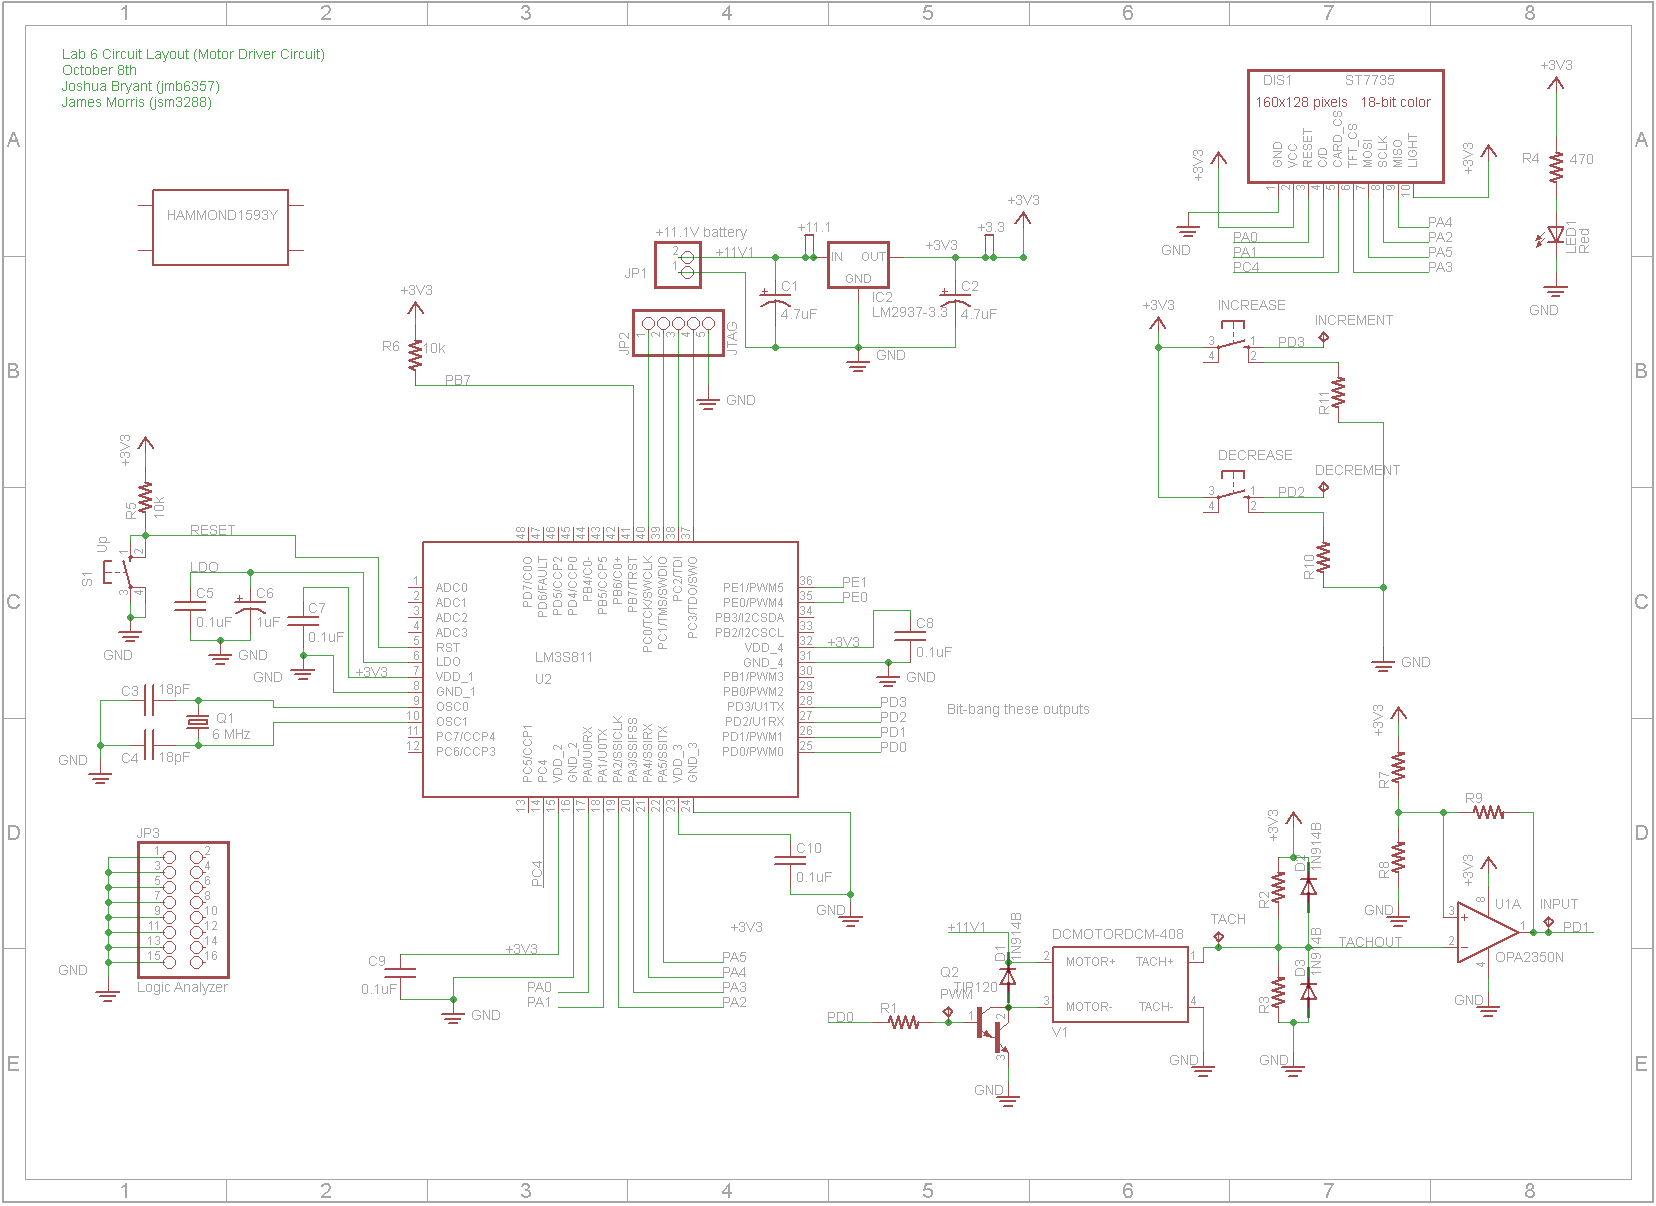 1 2 3 4 5 6 7 8
A
B
C
D
E
A
B
C
D
E
1 2 3 4 5 6 7 8
Lab 6 Circuit Layout (Motor Driver Circuit)
October 8th
Joshua Bryant (jmb6357)
James Morris (jsm3288)
HAMMOND1593Y
+11.1V battery
JP1
2
1
+11V1
+11.1
C1
4.7uF
IN
OUT
GND
IC2
LM2937-3.3
+3V3
+3.3
+3V3
C2
4.7uF
GND
JP2
1 2 3 4 5
JTAG
GND
+3V3
R6
10k
PB7
DIS1
ST7735
160x128 pixels
18-bit color
GND
VCC
RESET
C/D
CARD_CS
TFT_CS
MOSI
SCLK
MISO
LIGHT
1 2 3 4 5 6 7 8 9 10
+3V3
+3V3
GND
PA0
PA1
PC4
PA4
PA2
PA5
PA3
+3V3
R4
470
LED1
Red
GND
+3V3
INCREASE
3
4
1
2
PD3
INCREMENT
R11
DECREASE
3
4
1
2
PD2
DECREMENT
R10
GND
+3V3
R5
10k
RESET
Up
S1
1
2
3
4
GND
LDO
C5
0.1uF
C6
1uF
GND
C7
0.1uF
GND
+3V3
C3
18pF
Q1
6 MHz
C4
18pF
GND
LM3S811
U2
1 ADC0
2 ADC1
3 ADC2
4 ADC3
5 RST
6 LDO
7 VDD_1
8 GND_1
9 OSC0
10 OSC1
11 PC7/CCP4
12 PC6/CCP3
48 PD7/C0O
47 PD6/FAULT
46 PD5/CCP2
45 PD4/CCP0
44 PB4/C0-
43 PB5/CCP5
42 PB6/C0+
41 PB7/TRST
40 PC0/TCK/SWCLK
39 PC1/TMS/SWDIO
38 PC2/TDI
37 PC3/TDO/SWO
PE1/PWM5 36 PE1
PE0/PWM4 35 PE0
PB3/I2CSDA 34
PB2/I2CSCL 33
VDD_4 32 +3V3
GND_4 31
PB1/PWM3 30
PB0/PWM2 29
PD3/U1TX 28 PD3
PD2/U1RX 27 PD2
PD1/PWM1 26 PD1
PD0/PWM0 25 PD0
13 PC5/CCP1
14 PC4
15 VDD_2
16 GND_2
17 PA0/U0RX
18 PA1/U0TX
19 PA2/SSICLK
20 PA3/SSIFSS
21 PA4/SSIRX
22 PA5/SSITX
23 VDD_3
24 GND_3
C8
0.1uF
GND
Bit-bang these outputs
PC4
C10
0.1uF
GND
+3V3
+3V3
C9
0.1uF
GND
PA0
PA1
PA5
PA4
PA3
PA2
JP3
1 2
3 4
5 6
7 8
9 10
11 12
13 14
15 16
GND
Logic Analyzer
+11V1
D1
1N914B
Q2
TIP120
PWM
PD0
R1
1
2
3
GND
DCMOTORDCM-408
2 MOTOR+ TACH+ 1
3 MOTOR- TACH- 4
V1
GND
TACH
+3V3
R2
D2
1N914B
R3
D3
1N914B
GND
TACHOUT
+3V3
R7
R8
GND
R9
+3V3
8
U1A
3
2
1
4
OPA2350N
GND
INPUT
PD1